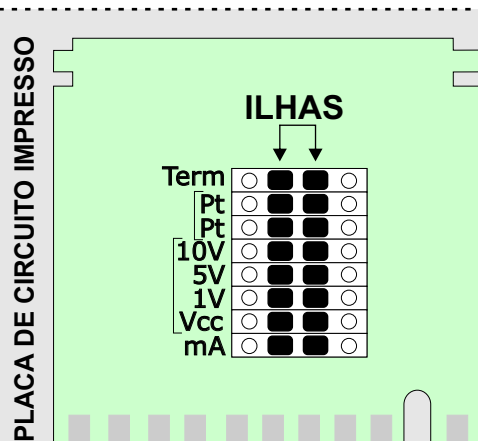 PLACA DE CIRCUITO IMPRESSO
ILHAS
Term
Pt
Pt
10V
5V
1V
Vcc
mA